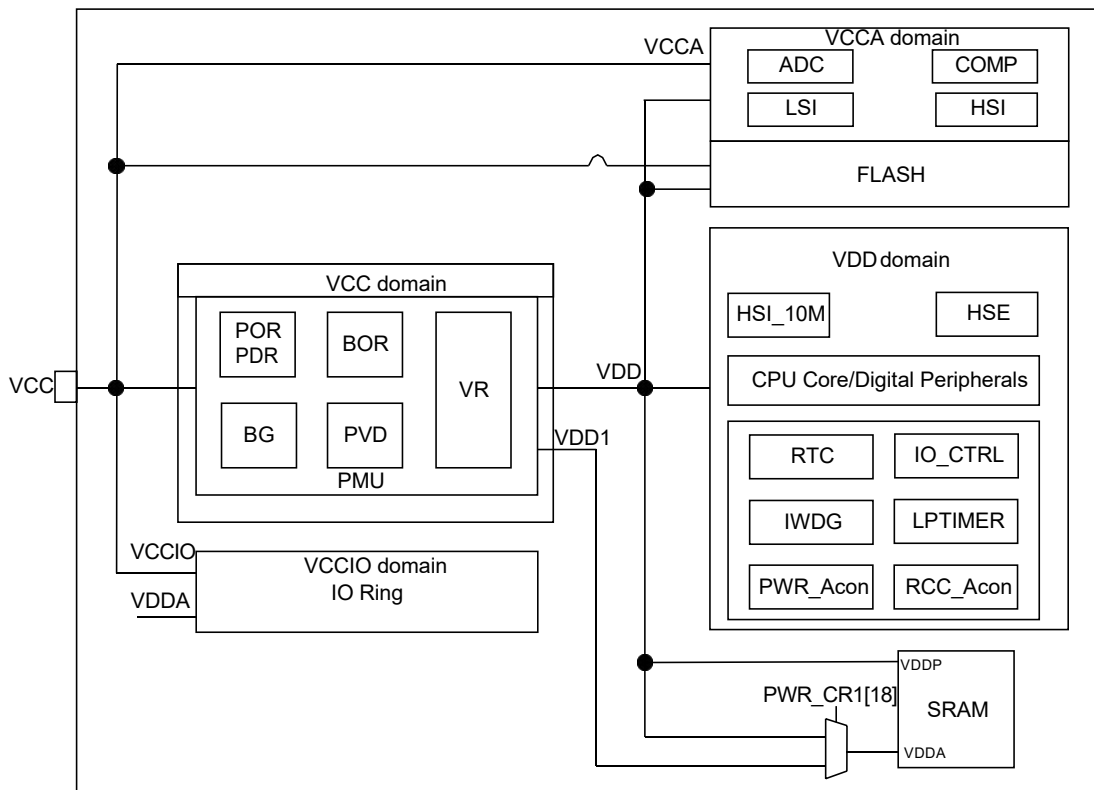 VCCA
VCCA domain
ADC
COMP
LSI
HSI
FLASH
VCC domain
POR
PDR
BOR
VR
BG
PVD
PMU
VCC
VDD
VDD1
VDD domain
HSI_10M
HSE
CPU Core/Digital Peripherals
RTC
IO_CTRL
IWDG
LPTIMER
PWR_Acon
RCC_Acon
VCCIO
VCCIO domain
IO Ring
VDDA
PWR_CR1[18]
VDDP
SRAM
VDDA